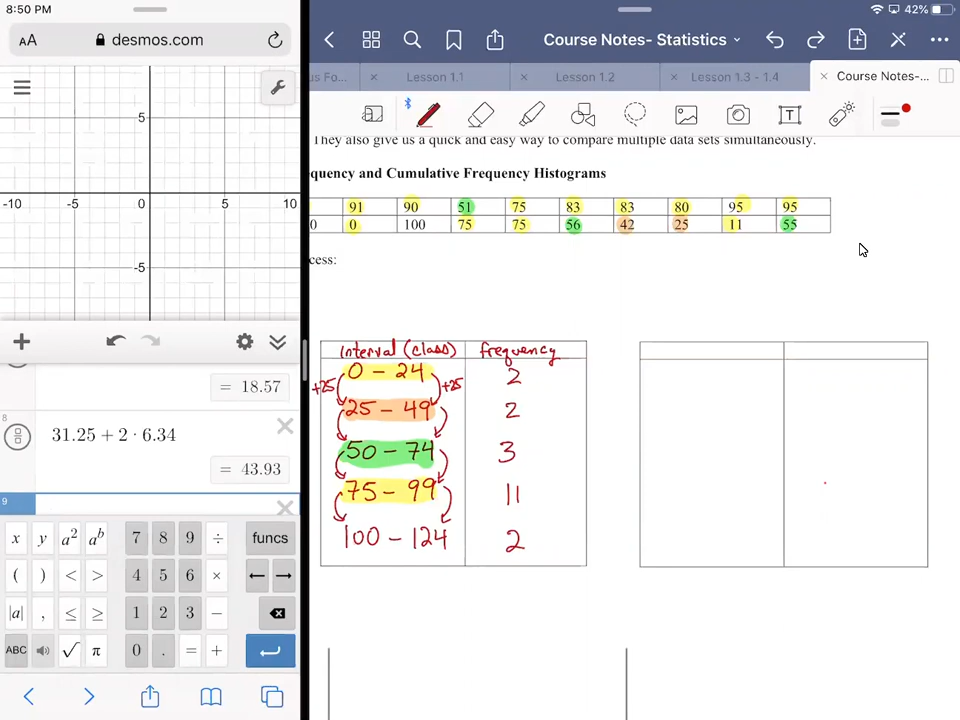 8:50 PM
42%
AA desmos.com
Course Notes- Statistics
Lesson 1.1
Lesson 1.2
Lesson 1.3 - 1.4
Course Notes-...
T
They also give us a quick and easy way to compare multiple data sets simultaneously.
quency and Cumulative Frequency Histograms
91 90 51 75 83 83 80 95 95
0 0 100 75 75 56 42 25 11 55
cess:
5
-10 -5 0 5 10
-5
= 18.57
8
31.25 + 2 · 6.34
= 43.93
9
x y a² aᵇ 7 8 9 ÷ funcs
( ) < > 4 5 6 × ← →
|a| , ≤ ≥ 1 2 3 −
ABC √ π 0 . = +
Interval (class) frequency
0 - 24 2
+25 +25
25 - 49 2
50 - 74 3
75 - 99 11
100 - 124 2